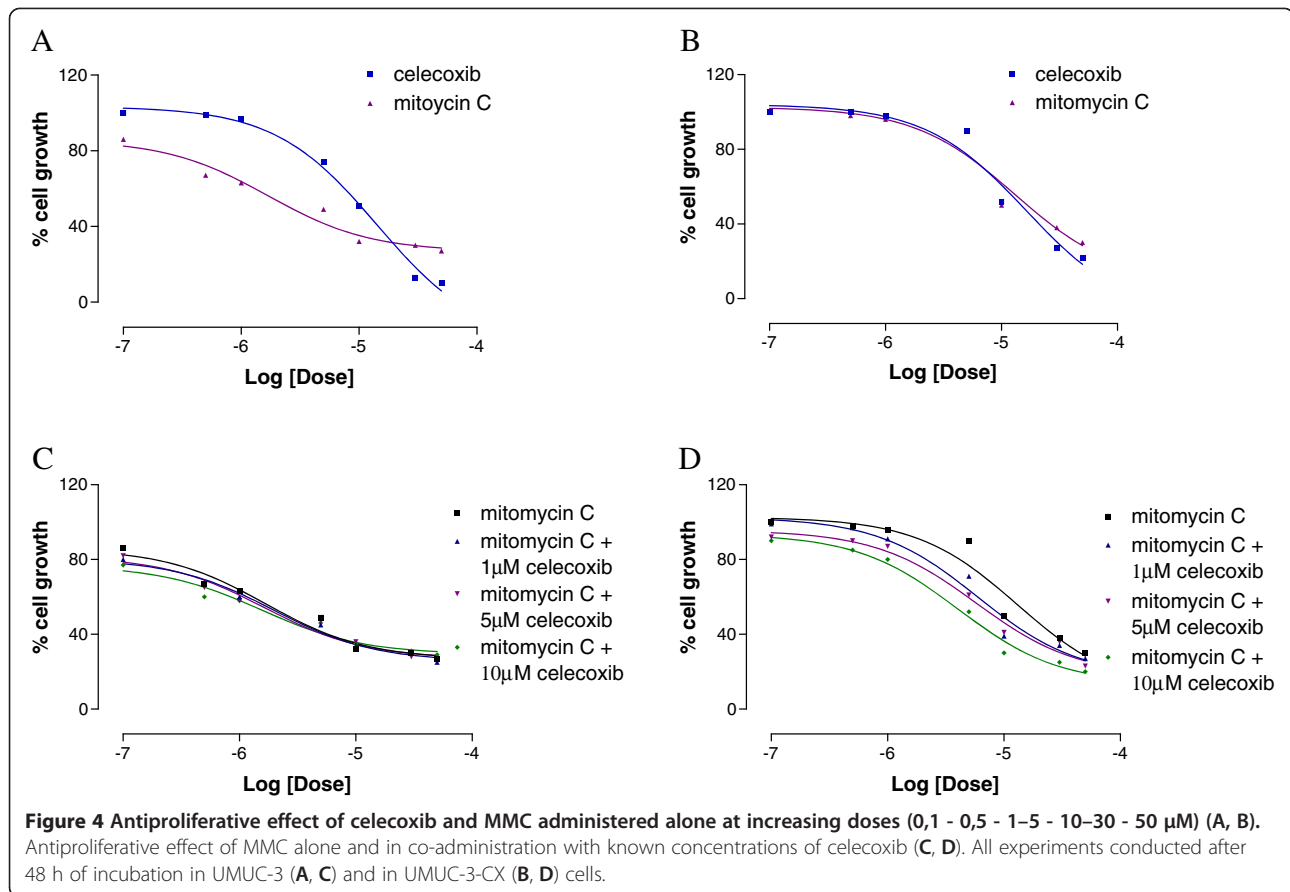 A
celecoxib
mitoycin C
120
80
40
0
% cell growth
-7 -6 -5 -4
Log [Dose]
B
celecoxib
mitomycin C
120
80
40
0
% cell growth
-7 -6 -5 -4
Log [Dose]
C
mitomycin C
mitomycin C +
1μM celecoxib
mitomycin C +
5μM celecoxib
mitomycin C +
10μM celecoxib
120
80
40
0
% cell growth
-7 -6 -5 -4
Log [Dose]
D
mitomycin C
mitomycin C +
1μM celecoxib
mitomycin C +
5μM celecoxib
mitomycin C +
10μM celecoxib
120
80
40
0
% cell growth
-7 -6 -5 -4
Log [Dose]
Figure 4 Antiproliferative effect of celecoxib and MMC administered alone at increasing doses (0,1 - 0,5 - 1–5 - 10–30 - 50 μM) (A, B).
Antiproliferative effect of MMC alone and in co-administration with known concentrations of celecoxib (C, D). All experiments conducted after
48 h of incubation in UMUC-3 (A, C) and in UMUC-3-CX (B, D) cells.